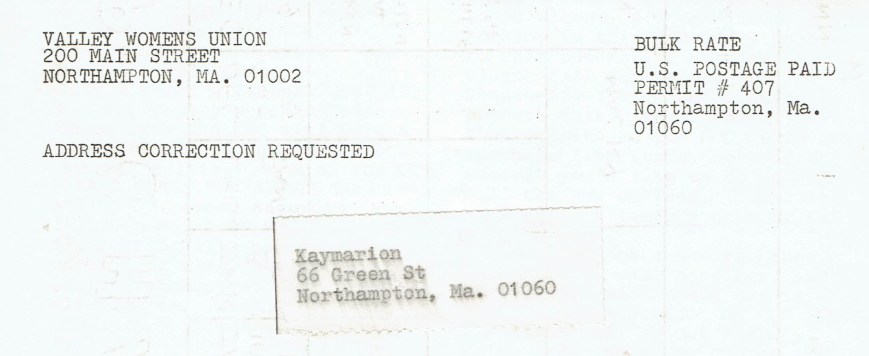 VALLEY WOMENS UNION
200 MAIN STREET
NORTHAMPTON, MA. 01002
ADDRESS CORRECTION REQUESTED
BULK RATE
U.S. POSTAGE PAID
PERMIT # 407
Northampton, Ma.
01060
Kaymarion
66 Green St
Northampton, Ma. 01060